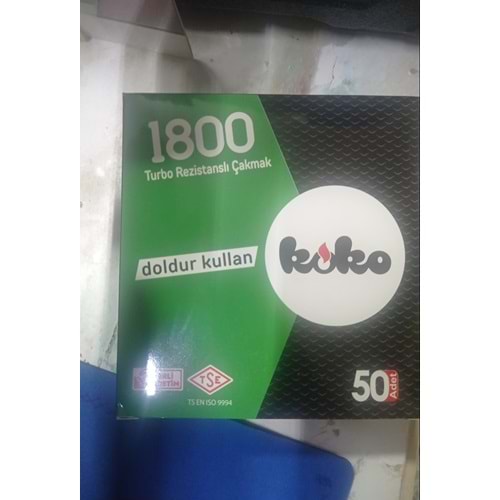 1800
Turbo Rezistanslı Çakmak
doldur kullan
koko
TSE
TS EN ISO 9994
50 Adet